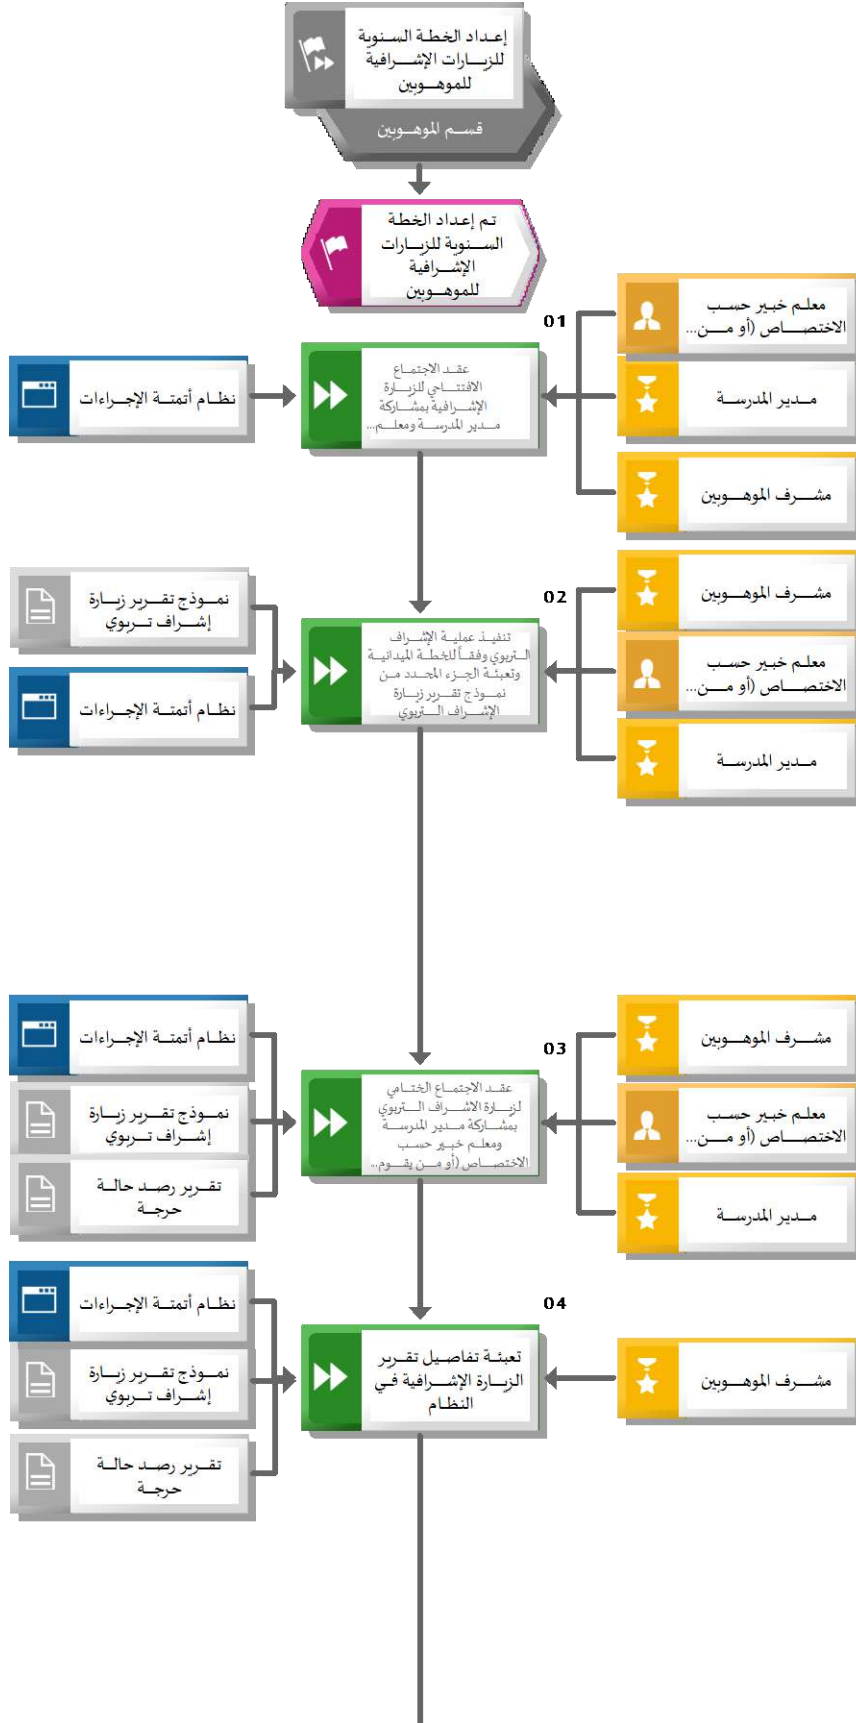 إعداد الخطة السنوية
للزيارات الإشرافية
للموهوبين
قسم الموهوبين
تم إعداد الخطة
السنوية للزيارات
الإشرافية
للموهوبين
01
معلم خبير حسب
الاختصاص (أو من...
مدير المدرسة
مشرف الموهوبين
عقد الاجتماع
الافتتاحي للزيارة
الإشرافية بمشاركة
مدير المدرسة ومعلم...
نظام أتمتة الإجراءات
02
مشرف الموهوبين
معلم خبير حسب
الاختصاص (أو من...
مدير المدرسة
تنفيذ عملية الإشراف
التربوي وفقاً للخطة الميدانية
وتعبئة الجزء المحدد من
نموذج تقرير زيارة
الإشراف التربوي
نموذج تقرير زيارة
إشراف تربوي
نظام أتمتة الإجراءات
03
مشرف الموهوبين
معلم خبير حسب
الاختصاص (أو من...
مدير المدرسة
عقد الاجتماع الختامي
لزيارة الاشراف التربوي
بمشاركة مدير المدرسة
ومعلم خبير حسب
الاختصاص (أو من يقوم...
نظام أتمتة الإجراءات
نموذج تقرير زيارة
إشراف تربوي
تقرير رصد حالة
حرجة
04
مشرف الموهوبين
تعبئة تفاصيل تقرير
الزيارة الإشرافية في
النظام
نظام أتمتة الإجراءات
نموذج تقرير زيارة
إشراف تربوي
تقرير رصد حالة
حرجة